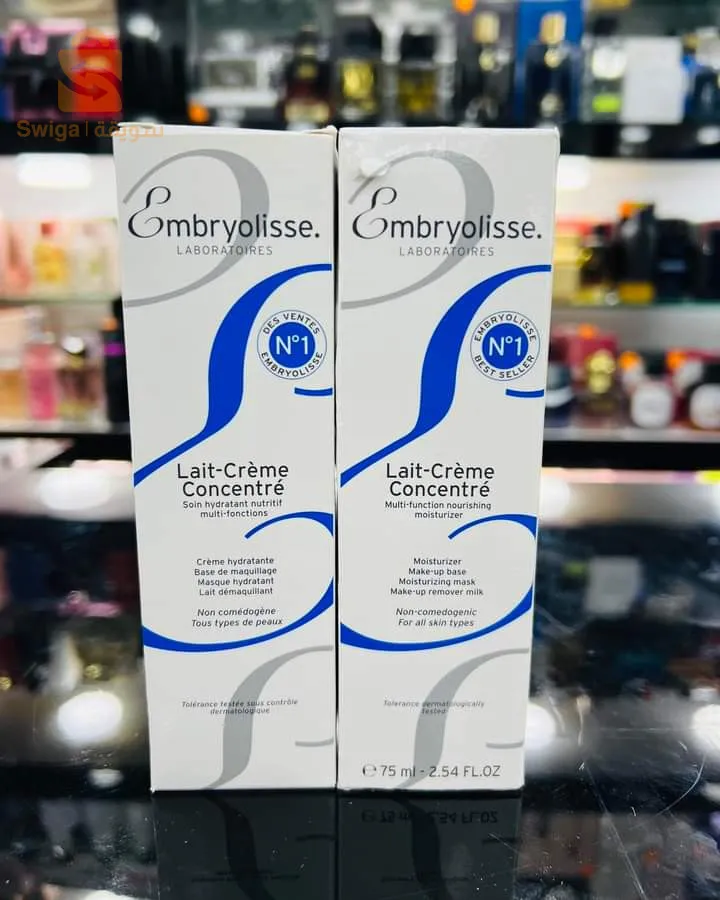 Swiga | سويقة
Embryolisse.
LABORATOIRES
DES VENTES
N°1
EMBRYOLISSE
Lait-Crème
Concentré
Soin hydratant nutritif
multi-fonctions
Crème hydratante
Base de maquillage
Masque hydratant
Lait démaquillant
Non comédogène
Tous types de peaux
Tolérance testée sous contrôle
dermatologique
Embryolisse.
LABORATOIRES
EMBRYOLISSE
N°1
BEST SELLER
Lait-Crème
Concentré
Multi-function nourishing
moisturizer
Moisturizer
Make-up base
Moisturizing mask
Make-up remover milk
Non-comedogenic
For all skin types
Tolerance dermatologically
tested
℮ 75 ml - 2.54 FL.OZ